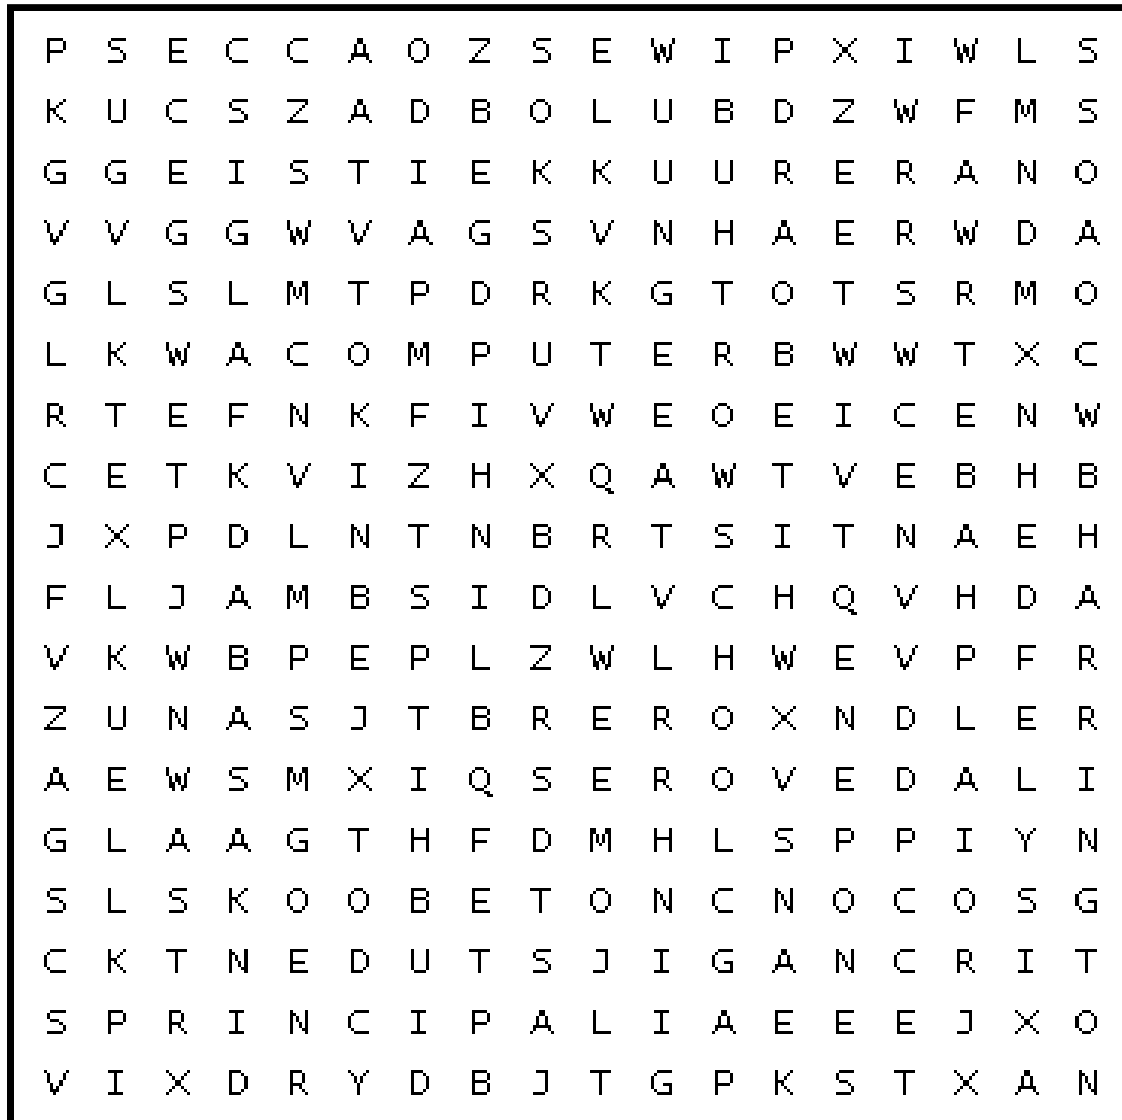 P S E C C A O Z S E W I P X I W L S
K U C S Z A D B O L U B D Z W F M S
G G E I S T I E K K U U R E R A N O
V V G G W V A G S V N H A E R W D A
G L S L M T P D R K G T O T S R M O
L K W A C O M P U T E R B W W T X C
R T E F N K F I V W E O E I C E N W
C E T K V I Z H X Q A W T V E B H B
J X P D L N T N B R T S I T N A E H
F L J A M B S I D L V C H Q V H D A
V K W B P E P L Z W L H W E V P F R
Z U N A S J T B R E R O X N D L E R
A E W S M X I Q S E R O V E D A L I
G L A A G T H F D M H L S P P I Y N
S L S K O O B E T O N C N O C O S G
C K T N E D U T S J I G A N C R I T
S P R I N C I P A L I A E E E J X O
V I X D R Y D B J T G P K S T X A N